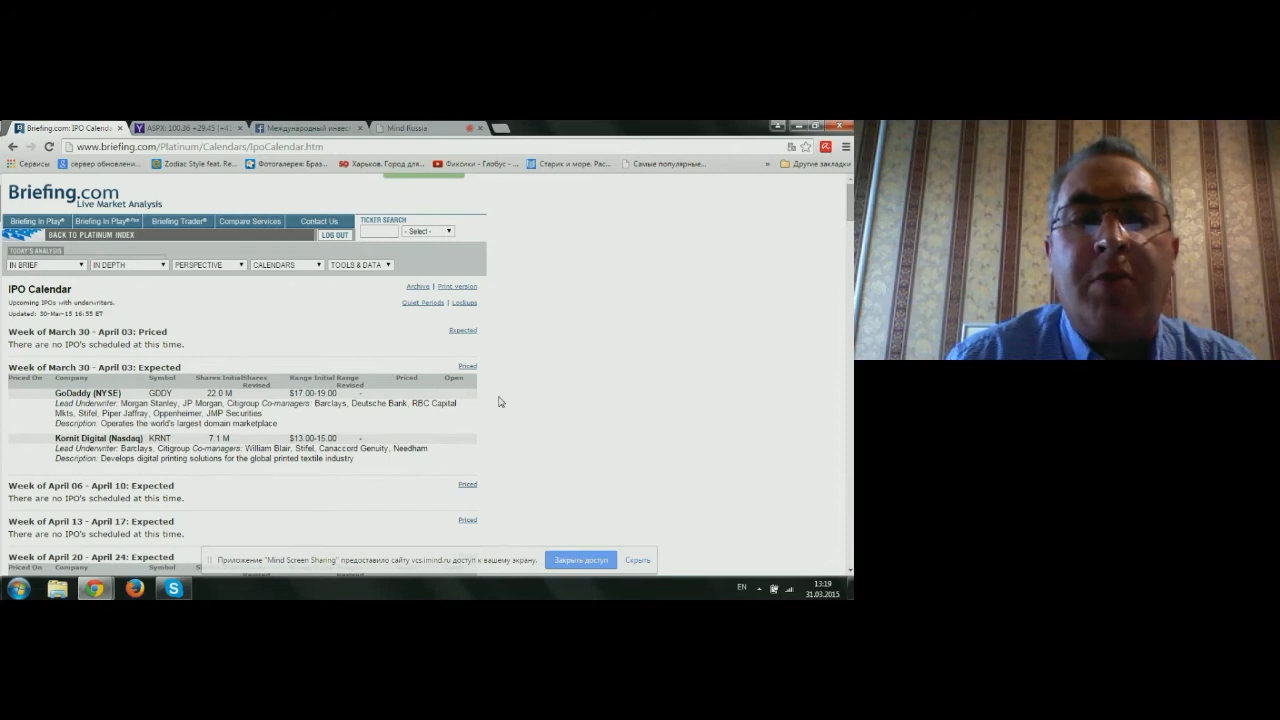 Briefing.com: IPO Calenda
ASPX: 100.36 +29.45 (+4
Международный инвест
Mind Russia
www.briefing.com/Platinum/Calendars/IpoCalendar.htm
Сервисы
сервер обновлени...
Zodiac Style feat. Re...
Фотогалерея: Браз...
Харьков. Город для...
Фиксики - Глобус - ...
Старик и море. Рас...
Самые популярные...
»
Другие закладки
Briefing.com
Live Market Analysis
Briefing In Play®
Briefing In Play® Plus
Briefing Trader®
Compare Services
Contact Us
TICKER SEARCH
BACK TO PLATINUM INDEX
LOG OUT
- Select -
TODAY'S ANALYSIS
IN BRIEF
IN DEPTH
PERSPECTIVE
CALENDARS
TOOLS & DATA
IPO Calendar
Archive | Print version
Upcoming IPOs with underwriters.
Quiet Periods | Lockups
Updated: 30-Mar-15 16:55 ET
Week of March 30 - April 03: Priced
Expected
There are no IPO's scheduled at this time.
Week of March 30 - April 03: Expected
Priced
Priced On Company Symbol Shares Initial Shares Revised Range Initial Range Revised Priced Open
GoDaddy (NYSE) GDDY 22.0 M $17.00-19.00 -
Lead Underwriter: Morgan Stanley, JP Morgan, Citigroup Co-managers: Barclays, Deutsche Bank, RBC Capital
Mkts, Stifel, Piper Jaffray, Oppenheimer, JMP Securities
Description: Operates the world's largest domain marketplace
Kornit Digital (Nasdaq) KRNT 7.1 M $13.00-15.00 -
Lead Underwriter: Barclays, Citigroup Co-managers: William Blair, Stifel, Canaccord Genuity, Needham
Description: Develops digital printing solutions for the global printed textile industry
Week of April 06 - April 10: Expected
Priced
There are no IPO's scheduled at this time.
Week of April 13 - April 17: Expected
Priced
There are no IPO's scheduled at this time.
Week of April 20 - April 24: Expected
Приложение "Mind Screen Sharing" предоставило сайту vcs.imind.ru доступ к вашему экрану.
Закрыть доступ
Скрыть
EN
13:19
31.03.2015